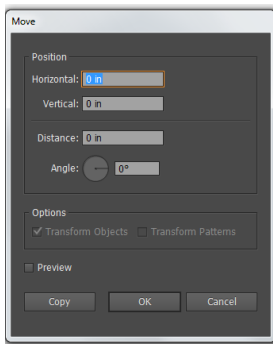 Move
Position
Horizontal: 0 in
Vertical: 0 in
Distance: 0 in
Angle: 0°
Options
Transform Objects Transform Patterns
Preview
Copy OK Cancel